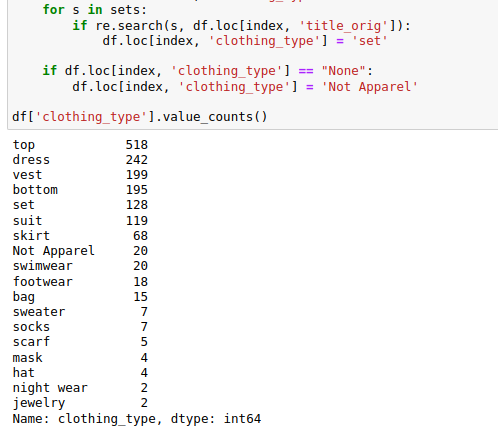 for s in sets:
if re.search(s, df.loc[index, 'title_orig']):
df.loc[index, 'clothing_type'] = 'set'
if df.loc[index, 'clothing_type'] == "None":
df.loc[index, 'clothing_type'] = 'Not Apparel'
df['clothing_type'].value_counts()
top 518
dress 242
vest 199
bottom 195
set 128
suit 119
skirt 68
Not Apparel 20
swimwear 20
footwear 18
bag 15
sweater 7
socks 7
scarf 5
mask 4
hat 4
night wear 2
jewelry 2
Name: clothing_type, dtype: int64